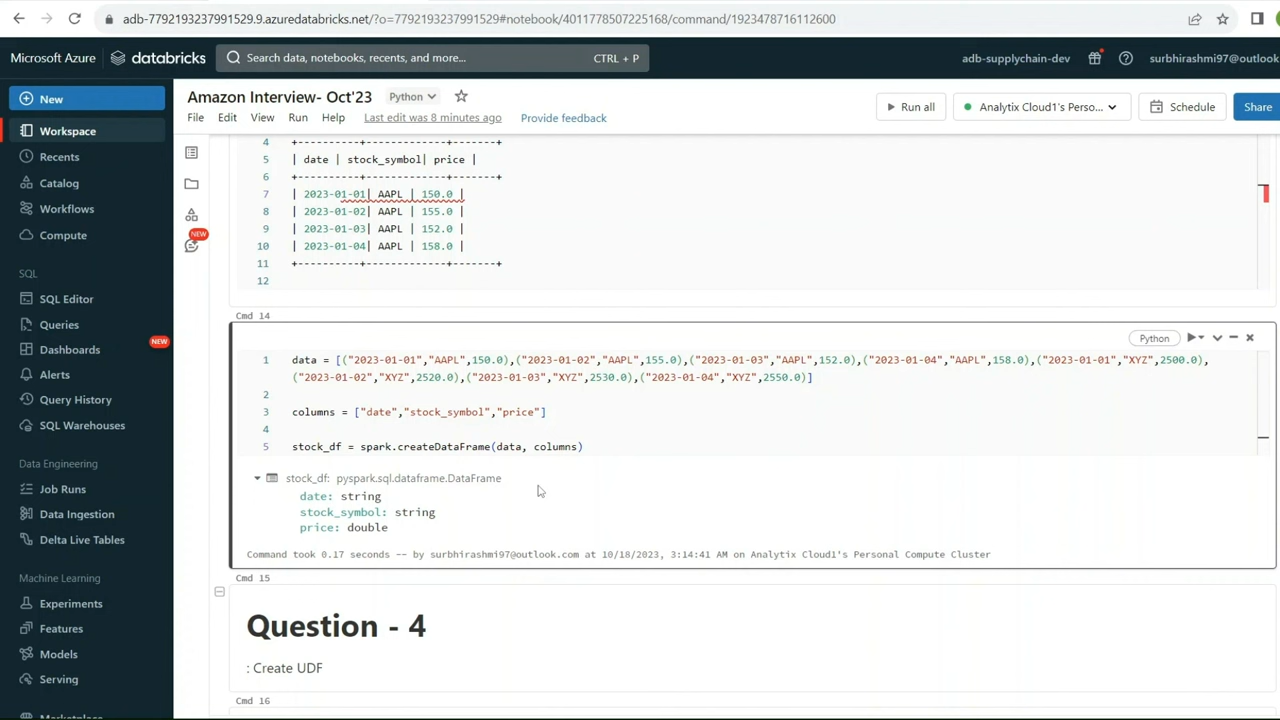 adb-7792193237991529.9.azuredatabricks.net/?o=7792193237991529#notebook/4011778507225168/command/1923478716112600
Microsoft Azure databricks Search data, notebooks, recents, and more... CTRL + P adb-supplychain-dev surbhirashmi97@outlook
New
Workspace
Recents
Catalog
Workflows
Compute
SQL
SQL Editor
Queries
NEW
Dashboards
Alerts
Query History
SQL Warehouses
Data Engineering
Job Runs
Data Ingestion
Delta Live Tables
Machine Learning
Experiments
Features
Models
Serving
Amazon Interview- Oct'23 Python
File Edit View Run Help Last edit was 8 minutes ago Provide feedback
Run all Analytix Cloud1's Perso... Schedule Share
NEW
4 +----------+------------+-------+
5 | date | stock_symbol| price |
6 +----------+------------+-------+
7 | 2023-01-01| AAPL | 150.0 |
8 | 2023-01-02| AAPL | 155.0 |
9 | 2023-01-03| AAPL | 152.0 |
10 | 2023-01-04| AAPL | 158.0 |
11 +----------+------------+-------+
12
Cmd 14
Python
1 data = [("2023-01-01","AAPL",150.0),("2023-01-02","AAPL",155.0),("2023-01-03","AAPL",152.0),("2023-01-04","AAPL",158.0),("2023-01-01","XYZ",2500.0),
("2023-01-02","XYZ",2520.0),("2023-01-03","XYZ",2530.0),("2023-01-04","XYZ",2550.0)]
2
3 columns = ["date","stock_symbol","price"]
4
5 stock_df = spark.createDataFrame(data, columns)
stock_df: pyspark.sql.dataframe.DataFrame
date: string
stock_symbol: string
price: double
Command took 0.17 seconds -- by surbhirashmi97@outlook.com at 10/18/2023, 3:14:41 AM on Analytix Cloud1's Personal Compute Cluster
Cmd 15
Question - 4
: Create UDF
Cmd 16